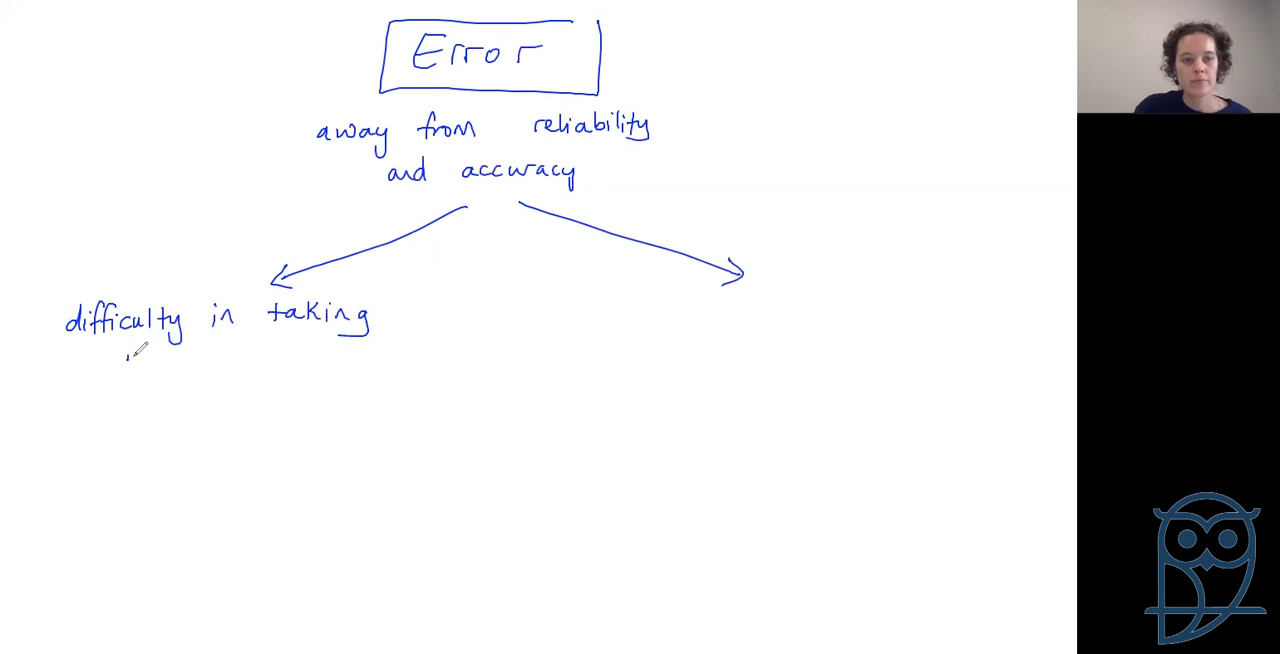 Error
away from reliability
and accuracy
difficulty in taking